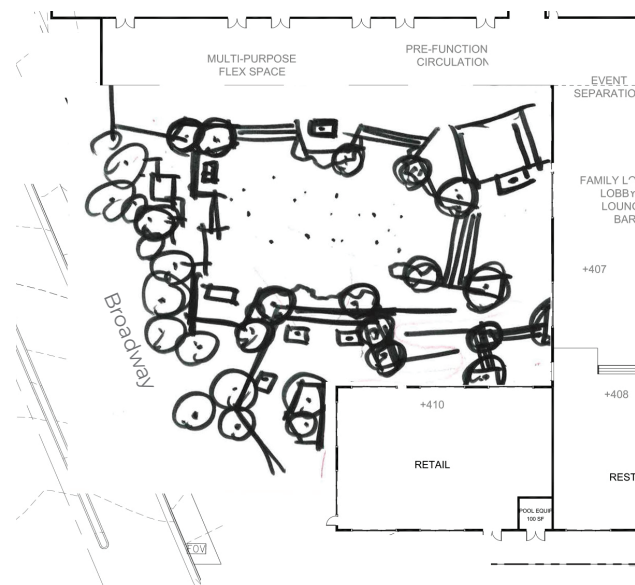 MULTI-PURPOSE
FLEX SPACE
PRE-FUNCTION
CIRCULATION
EVENT
SEPARATIO
FAMILY LO
LOBBY
LOUNG
BAR
+407
Broadway
+408
+410
RETAIL
REST
POOL EQUIP
100 SF
FOV